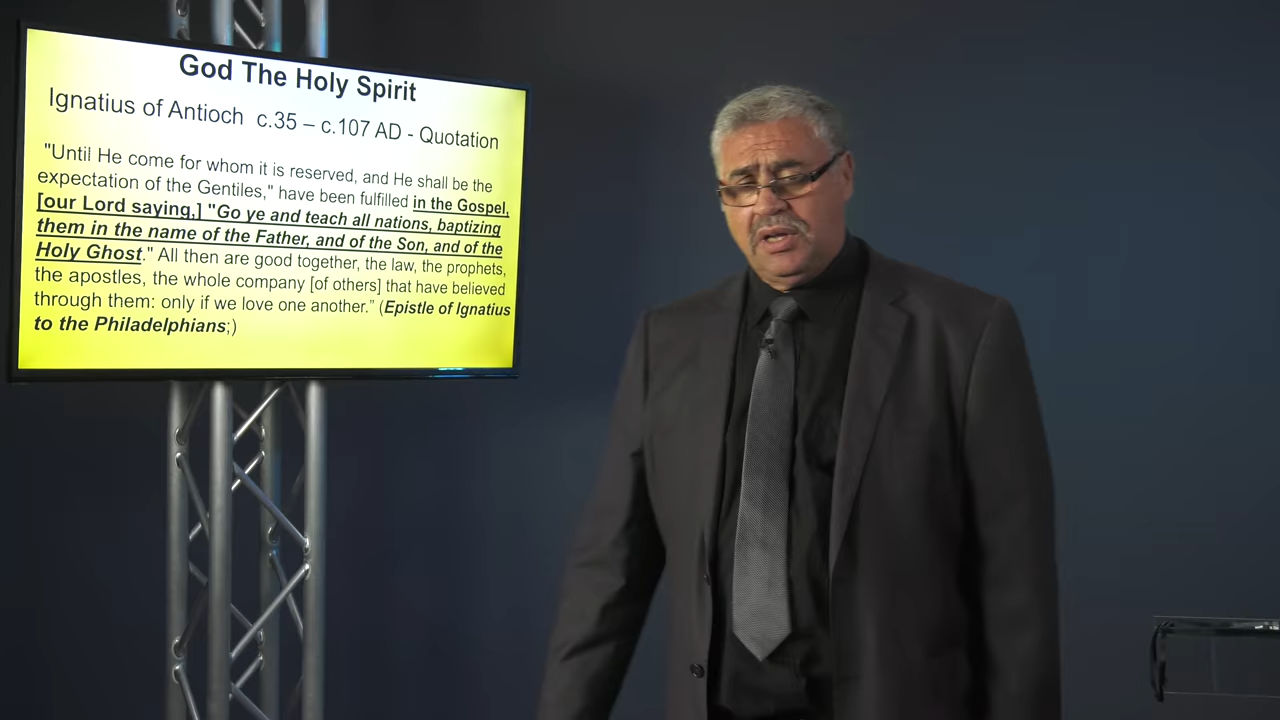 God The Holy Spirit
Ignatius of Antioch c.35 – c.107 AD - Quotation
"Until He come for whom it is reserved, and He shall be the
expectation of the Gentiles," have been fulfilled in the Gospel,
[our Lord saying,] "Go ye and teach all nations, baptizing
them in the name of the Father, and of the Son, and of the
Holy Ghost." All then are good together, the law, the prophets,
the apostles, the whole company [of others] that have believed
through them: only if we love one another.” (Epistle of Ignatius
to the Philadelphians;)